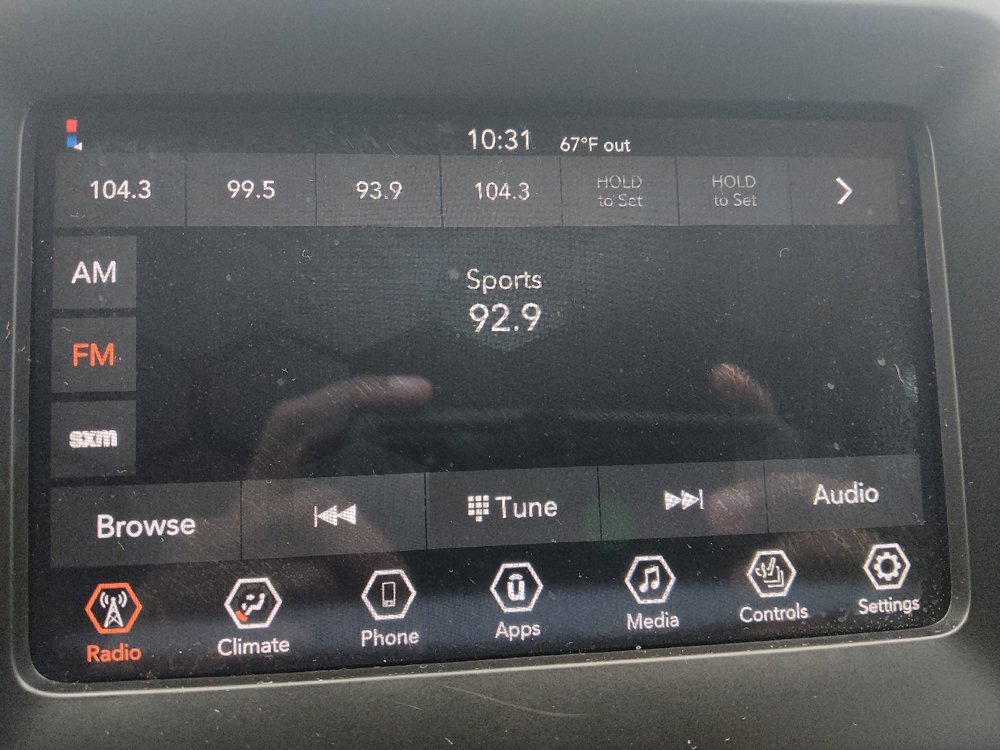 10:31 67°F out
104.3 99.5 93.9 104.3 HOLD to Set HOLD to Set
AM
Sports
92.9
FM
sxm
Browse Tune Audio
Radio Climate Phone Apps Media Controls Settings